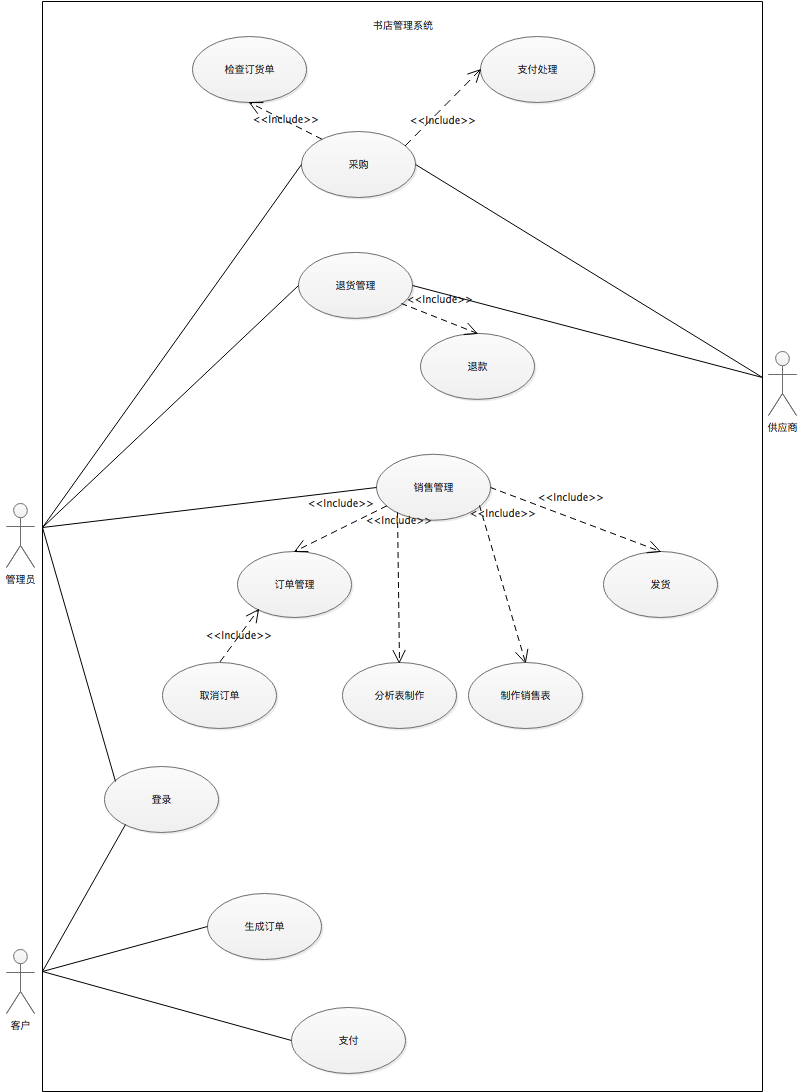 书店管理系统
检查订货单
支付处理
<<Include>>
<<Include>>
采购
退货管理
<<Include>>
退款
供应商
销售管理
<<Include>>
<<Include>>
<<Include>>
<<Include>>
管理员
订单管理
发货
<<Include>>
取消订单
分析表制作
制作销售表
登录
生成订单
客户
支付